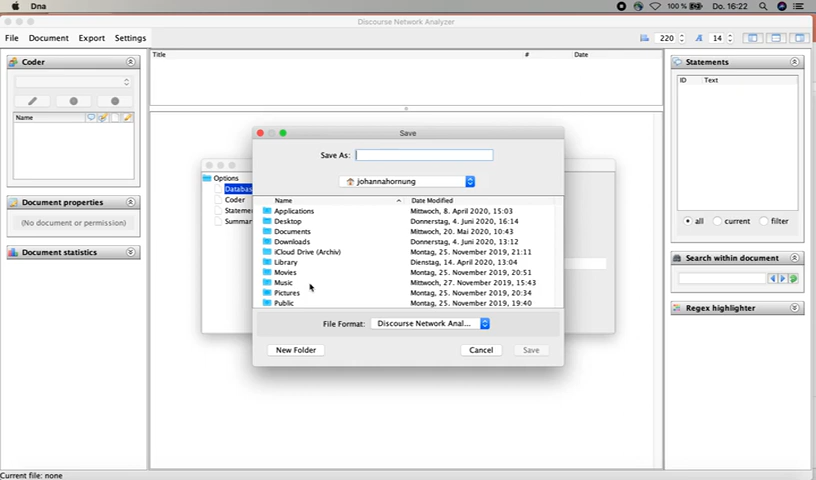 Dna 100 % Do. 16:22
Discourse Network Analyzer
File Document Export Settings 220 14
Coder
Name
Document properties
(No document or permission)
Document statistics
Title # Date
Options
Databas
Coder
Stateme
Summar
Save
Save As:
johannahornung
Name Date Modified
Applications Mittwoch, 8. April 2020, 15:03
Desktop Donnerstag, 4. Juni 2020, 16:14
Documents Mittwoch, 20. Mai 2020, 10:43
Downloads Donnerstag, 4. Juni 2020, 13:12
iCloud Drive (Archiv) Montag, 25. November 2019, 21:11
Library Dienstag, 14. April 2020, 13:04
Movies Montag, 25. November 2019, 20:51
Music Mittwoch, 27. November 2019, 15:43
Pictures Montag, 25. November 2019, 20:34
Public Montag, 25. November 2019, 19:40
File Format: Discourse Network Anal...
New Folder Cancel Save
Statements
ID Text
all current filter
Search within document
Regex highlighter
Current file: none